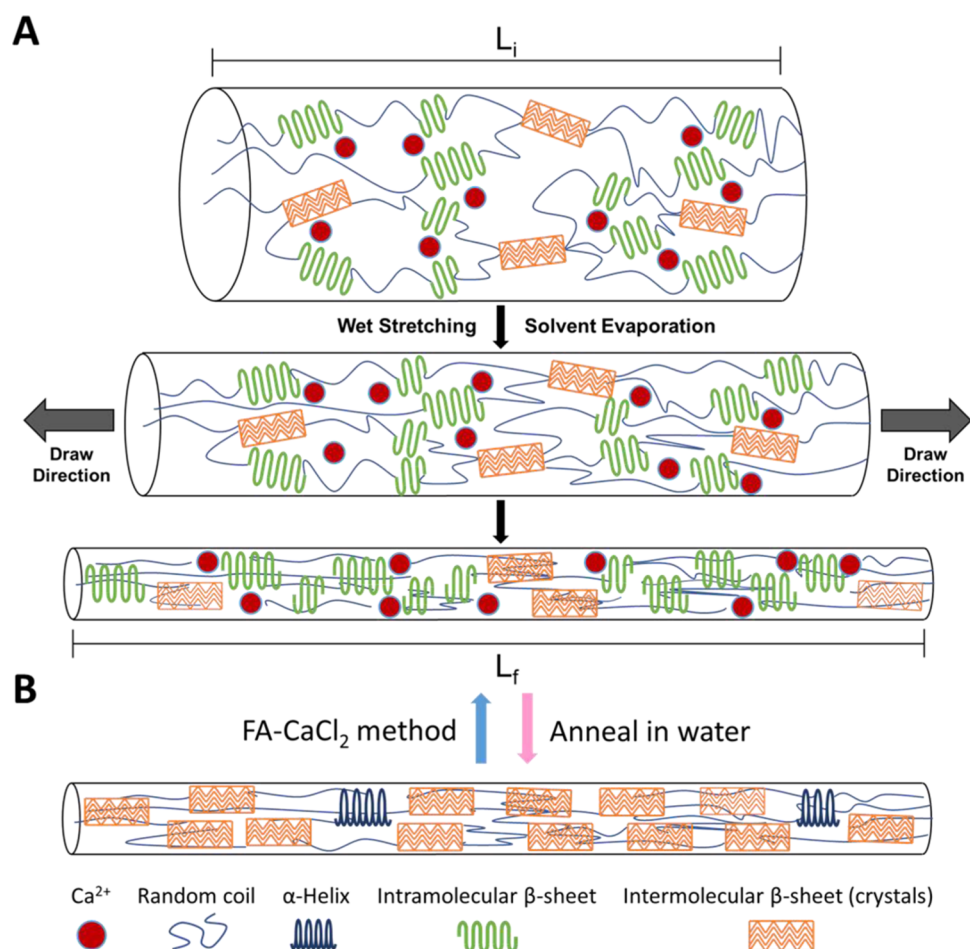 A
Lᵢ
Wet Stretching Solvent Evaporation
Draw
Direction
Draw
Direction
L_f
B
FA-CaCl₂ method Anneal in water
Ca²⁺ Random coil α-Helix Intramolecular β-sheet Intermolecular β-sheet (crystals)